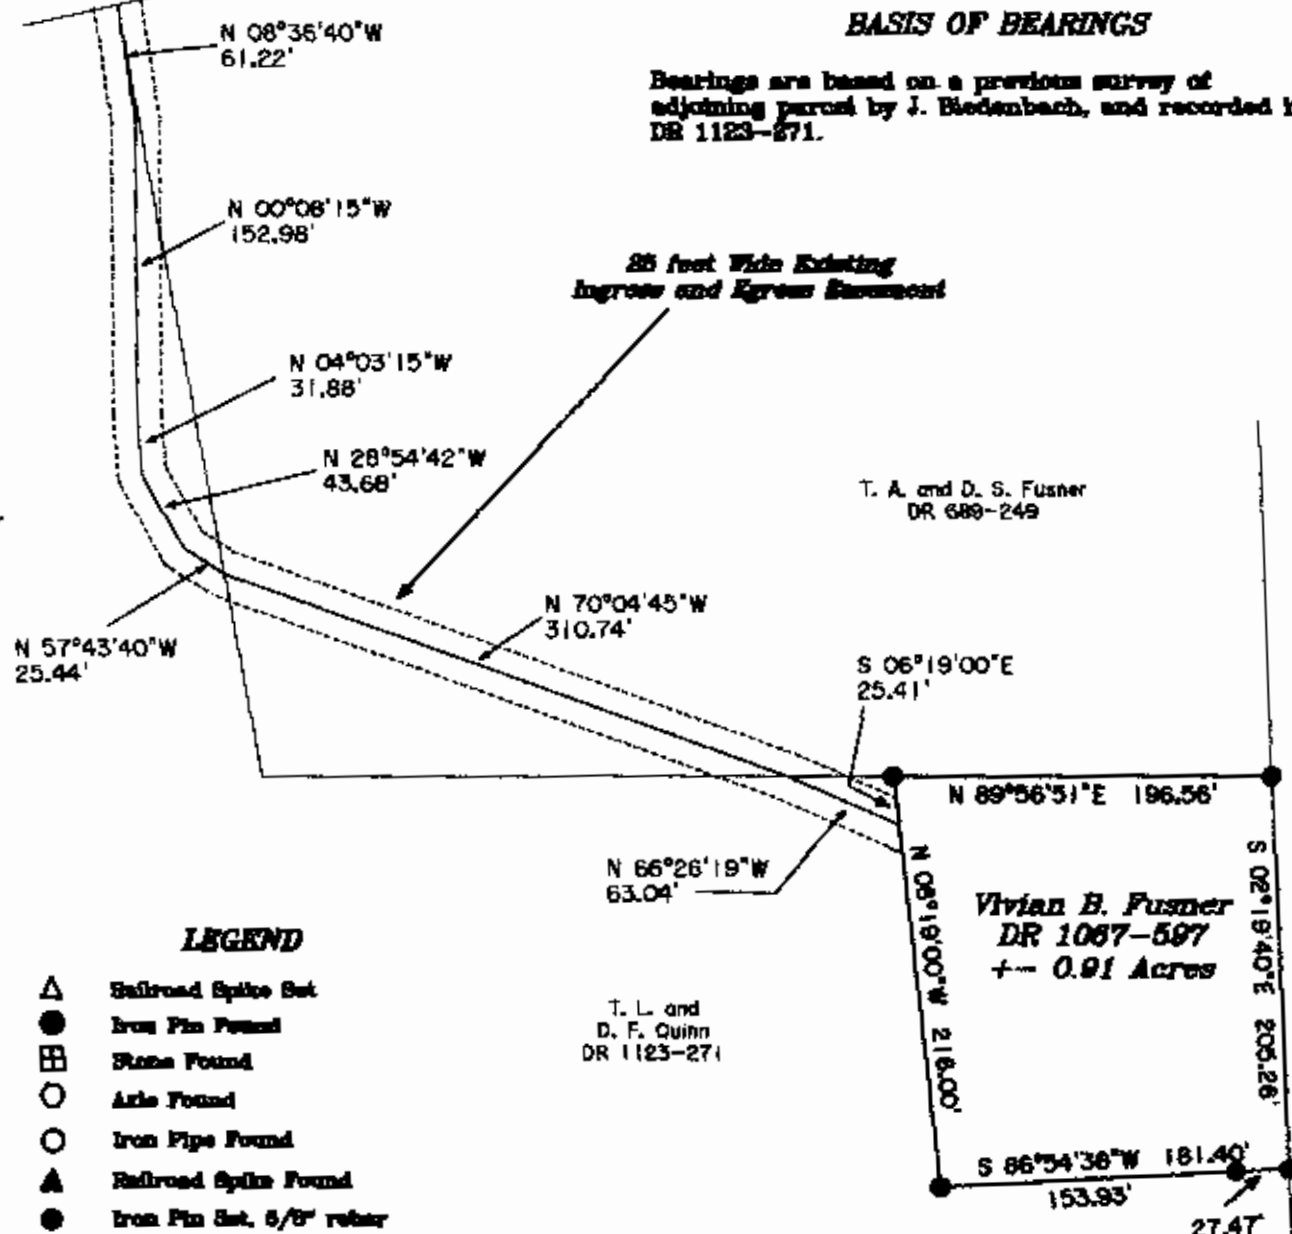 N 08°36'40"W
61.22'
BASIS OF BEARINGS
Bearings are based on a previous survey of
adjoining parcel by J. Biedenbach, and recorded
DR 1123-271.
N 00°08'15"W
152.98'
25 feet Wide Existing
Ingress and Egress Easement
N 04°03'15"W
31.88'
N 28°54'42"W
43.68'
T. A. and D. S. Fusner
DR 689-249
N 70°04'45"W
310.74'
N 57°43'40"W
25.44'
S 06°19'00"E
25.41'
N 89°56'51"E 196.56'
N 66°26'19"W
63.04'
N 06°19'00"W 216.00'
S 02°19'40"E 205.26'
Vivian B. Fusner
DR 1067-597
+- 0.91 Acres
LEGEND
Railroad Spike Set
Iron Pin Found
Stone Found
Axle Found
Iron Pipe Found
Railroad Spike Found
Iron Pin Set, 5/8" rebar
T. L. and
D. F. Quinn
DR 1123-271
S 86°54'38"W 181.40'
153.93'
27.47'